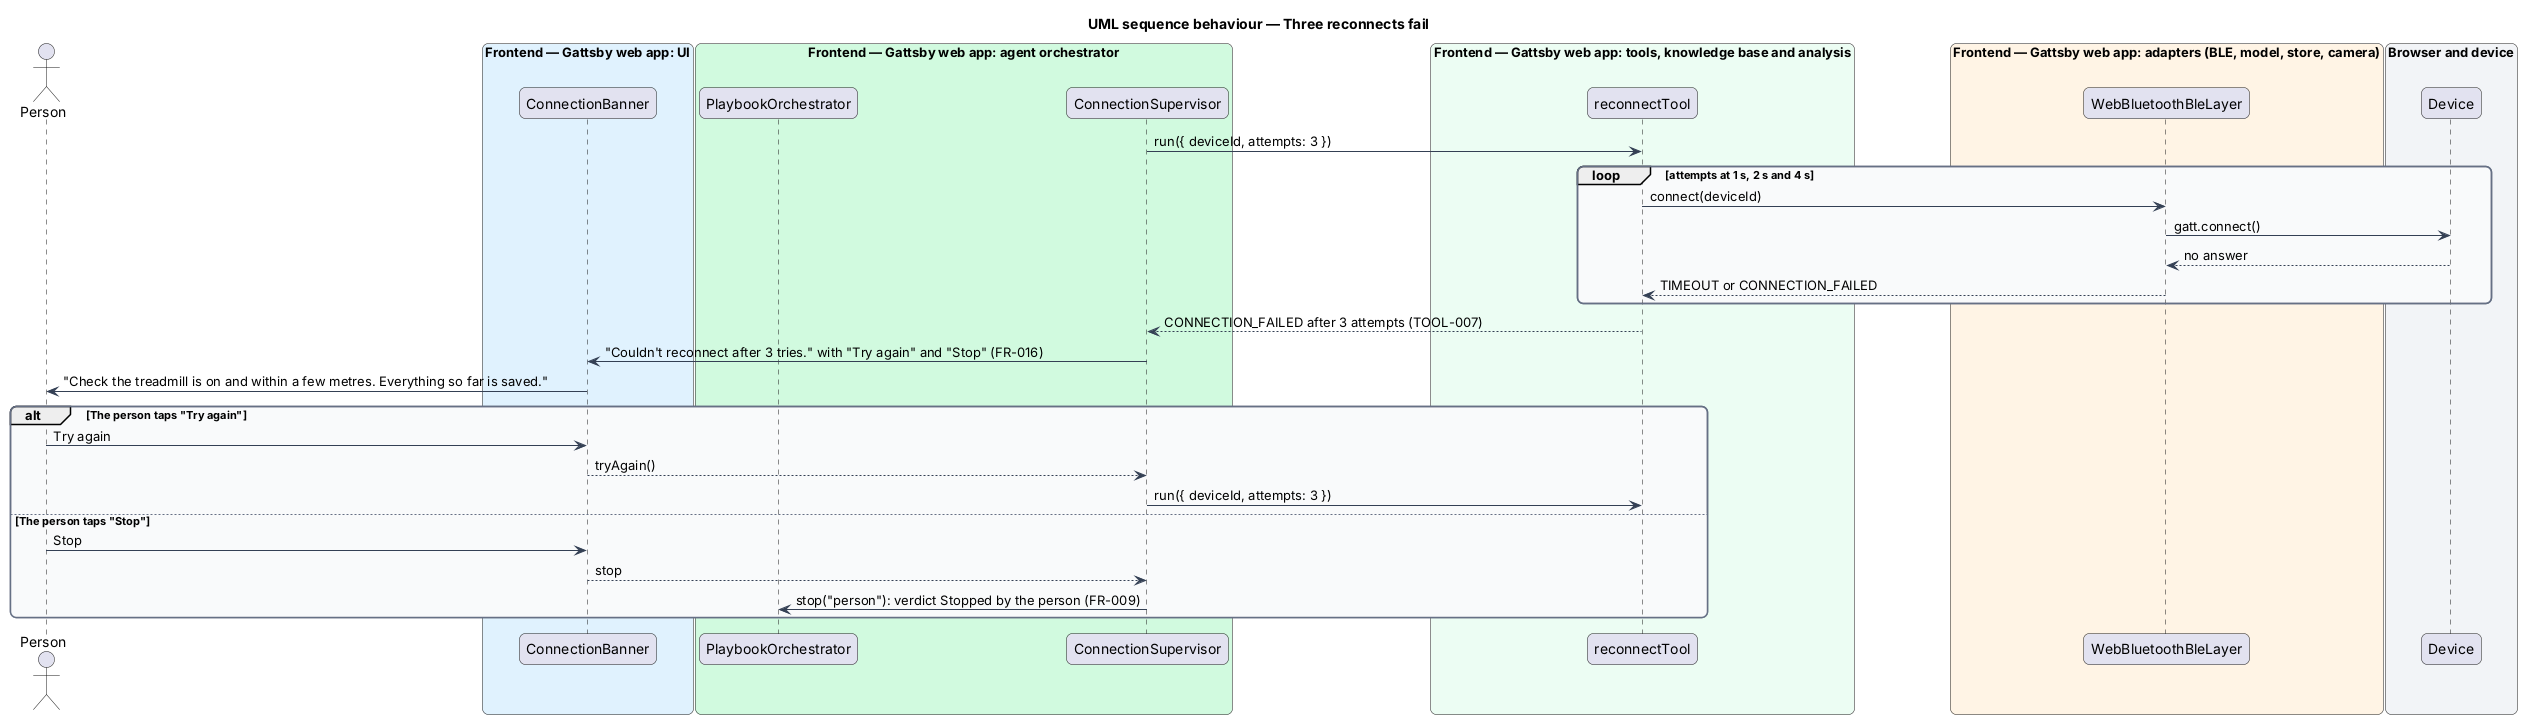 UML sequence behaviour — Three reconnects fail
Frontend — Gattsby web app: UI
Frontend — Gattsby web app: agent orchestrator
Frontend — Gattsby web app: tools, knowledge base and analysis
Frontend — Gattsby web app: adapters (BLE, model, store, camera)
Browser and device
Person
ConnectionBanner
PlaybookOrchestrator
ConnectionSupervisor
reconnectTool
WebBluetoothBleLayer
Device
run({ deviceId, attempts: 3 })
loop
[attempts at 1 s, 2 s and 4 s]
connect(deviceId)
gatt.connect()
no answer
TIMEOUT or CONNECTION_FAILED
CONNECTION_FAILED after 3 attempts (TOOL-007)
"Couldn't reconnect after 3 tries." with "Try again" and "Stop" (FR-016)
"Check the treadmill is on and within a few metres. Everything so far is saved."
alt
[The person taps "Try again"]
Try again
tryAgain()
run({ deviceId, attempts: 3 })
[The person taps "Stop"]
Stop
stop
stop("person"): verdict Stopped by the person (FR-009)
Person
ConnectionBanner
PlaybookOrchestrator
ConnectionSupervisor
reconnectTool
WebBluetoothBleLayer
Device